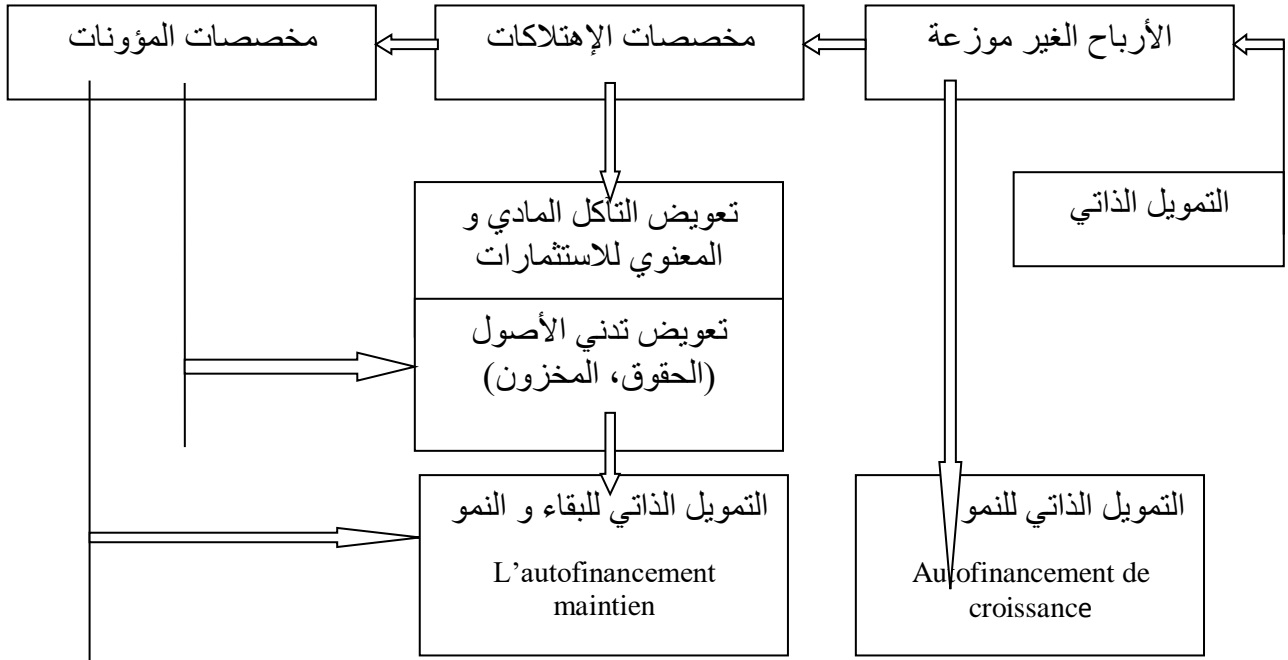 الأرباح الغير موزعة
مخصصات الإهتلاكات
مخصصات المؤونات
التمويل الذاتي
تعويض التآكل المادي و
المعنوي للاستثمارات
تعويض تدني الأصول
(الحقوق، المخزون)
التمويل الذاتي للنمو
Autofinancement de
croissance
التمويل الذاتي للبقاء و النمو
L’autofinancement
maintien